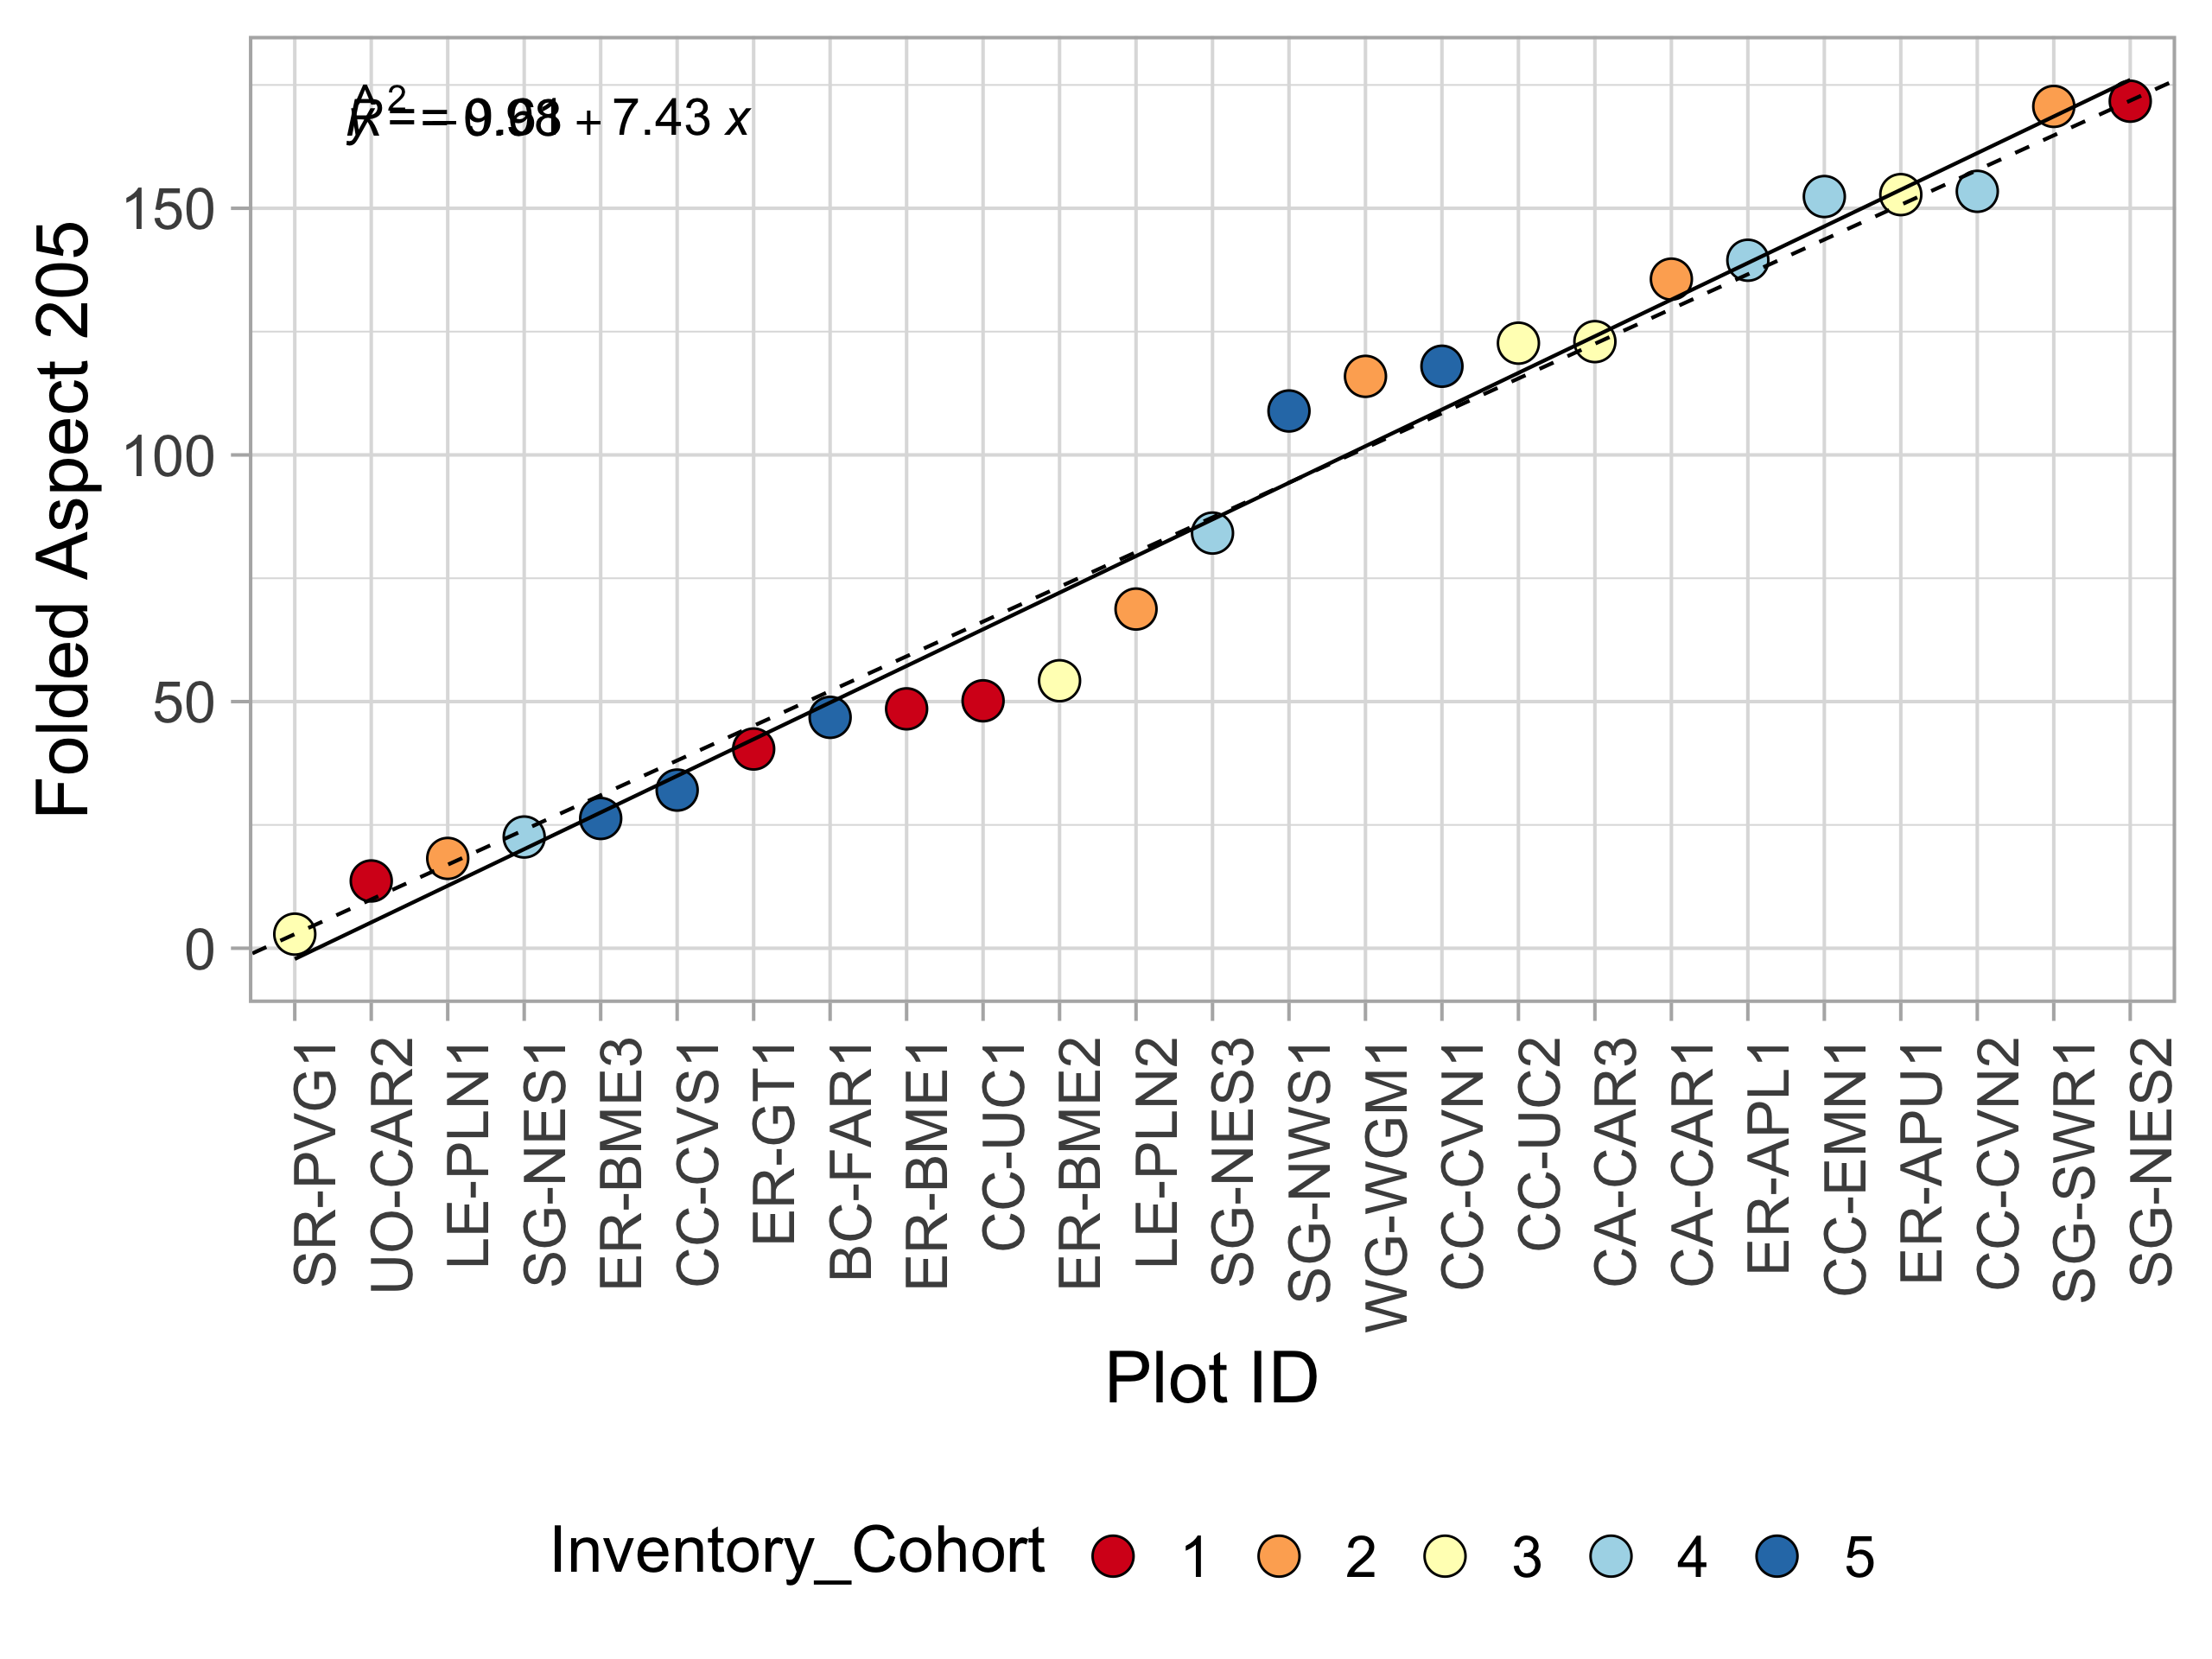 + 7.43 x
Folded Aspect 205
150
100
50
0
SR-PVG1
UO-CAR2
LE-PLN1
SG-NES1
ER-BME3
CCC-CVS1
ER-GT1
BC-FAR1
ER-BME1
CCC-UC1
ER-BME2
LE-PLN2
SG-NES3
SG-NWS1
WG-WGM1
CC-CVN1
CCC-UC2
CA-CAR3
CA-CAR1
ER-APL1
CC-EMN1
ER-APU1
CC-CVN2
SG-SWR1
SG-NES2
Plot ID
Inventory_Cohort 1 2 3 4 5